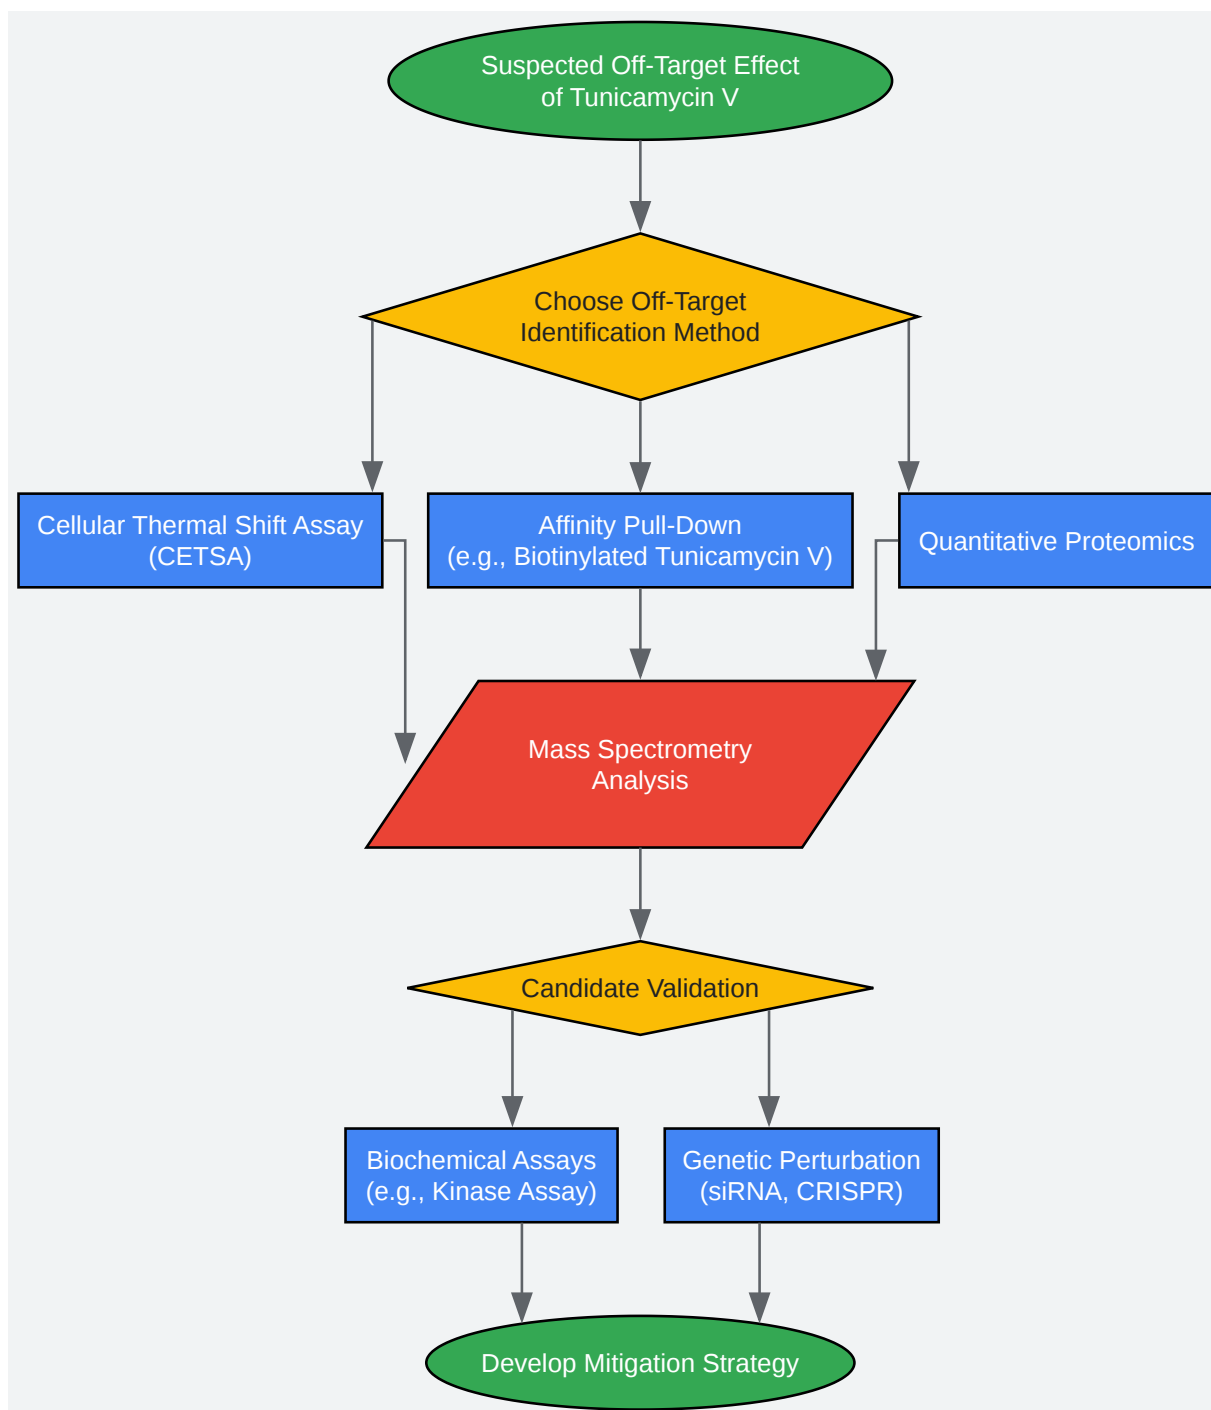 Suspected Off-Target Effect
of Tunicamycin V
Choose Off-Target
Identification Method
Cellular Thermal Shift Assay
(CETSA)
Affinity Pull-Down
(e.g., Biotinylated Tunicamycin V)
Quantitative Proteomics
Mass Spectrometry
Analysis
Candidate Validation
Biochemical Assays
(e.g., Kinase Assay)
Genetic Perturbation
(siRNA, CRISPR)
Develop Mitigation Strategy